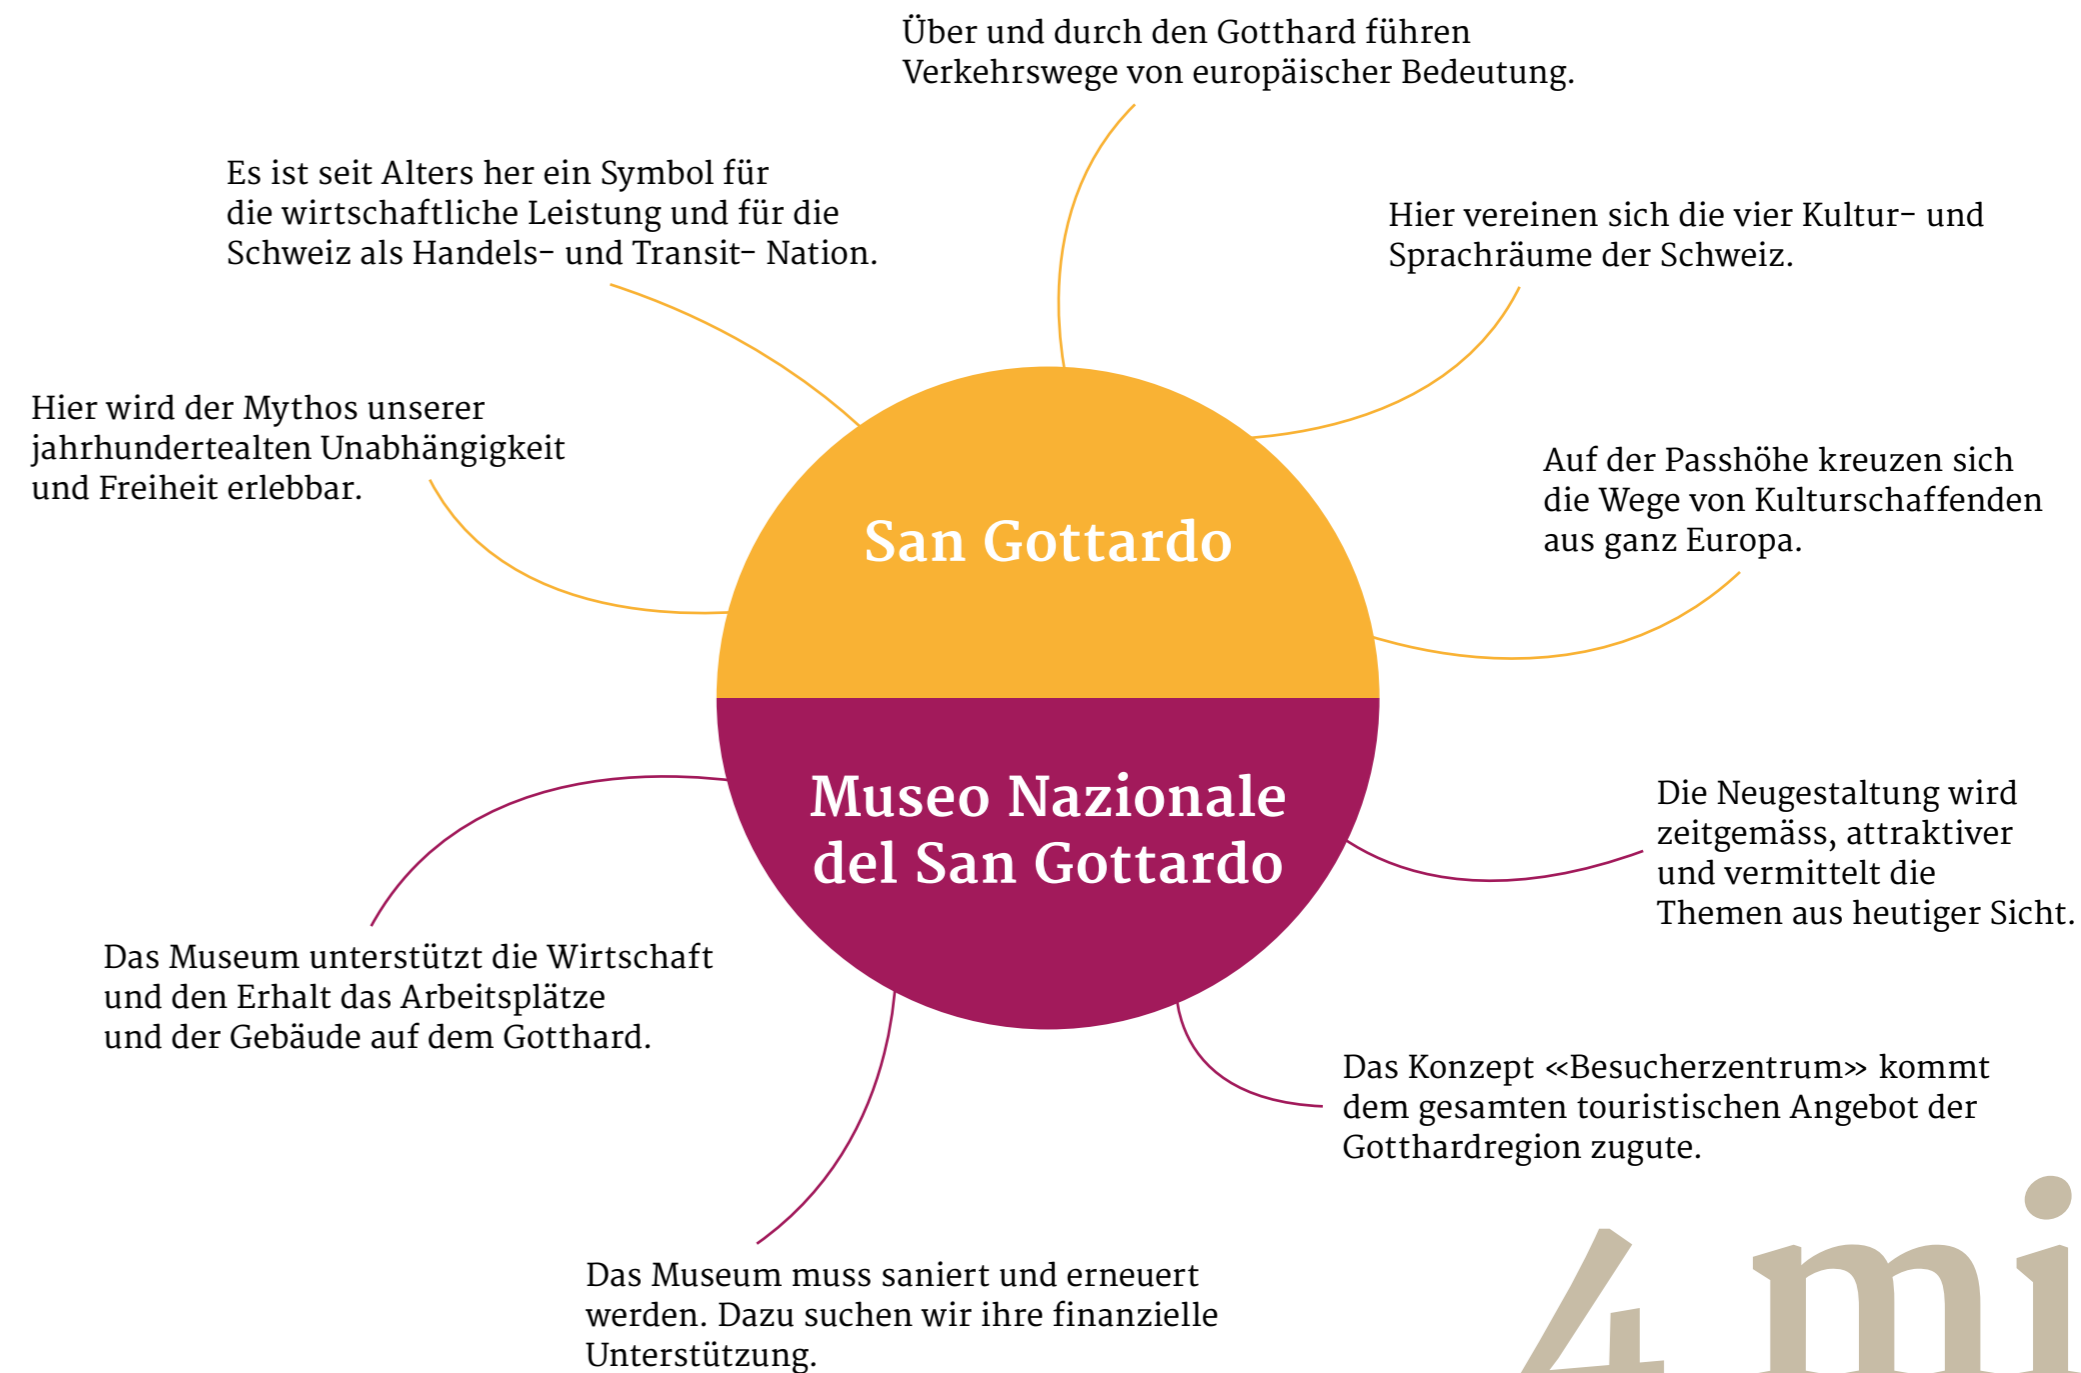 Über und durch den Gotthard führen
Verkehrswege von europäischer Bedeutung.
Es ist seit Alters her ein Symbol für
die wirtschaftliche Leistung und für die
Schweiz als Handels- und Transit- Nation.
Hier vereinen sich die vier Kultur- und
Sprachräume der Schweiz.
Hier wird der Mythos unserer
jahrhundertealten Unabhängigkeit
und Freiheit erlebbar.
Auf der Passhöhe kreuzen sich
die Wege von Kulturschaffenden
aus ganz Europa.
San Gottardo
Museo Nazionale
del San Gottardo
Die Neugestaltung wird
zeitgemäss, attraktiver
und vermittelt die
Themen aus heutiger Sicht.
Das Museum unterstützt die Wirtschaft
und den Erhalt das Arbeitsplätze
und der Gebäude auf dem Gotthard.
Das Konzept «Besucherzentrum» kommt
dem gesamten touristischen Angebot der
Gotthardregion zugute.
Das Museum muss saniert und erneuert
werden. Dazu suchen wir ihre finanzielle
Unterstützung.
4 mi